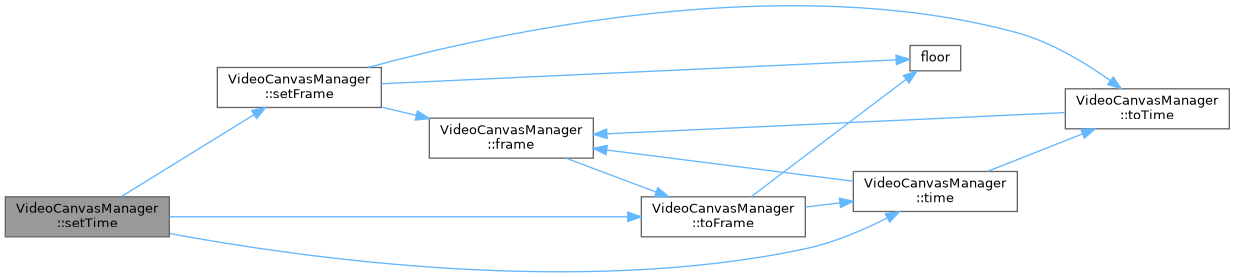 VideoCanvasManager
::setTime
VideoCanvasManager
::setFrame
VideoCanvasManager
::frame
VideoCanvasManager
::toFrame
floor
VideoCanvasManager
::time
VideoCanvasManager
::toTime